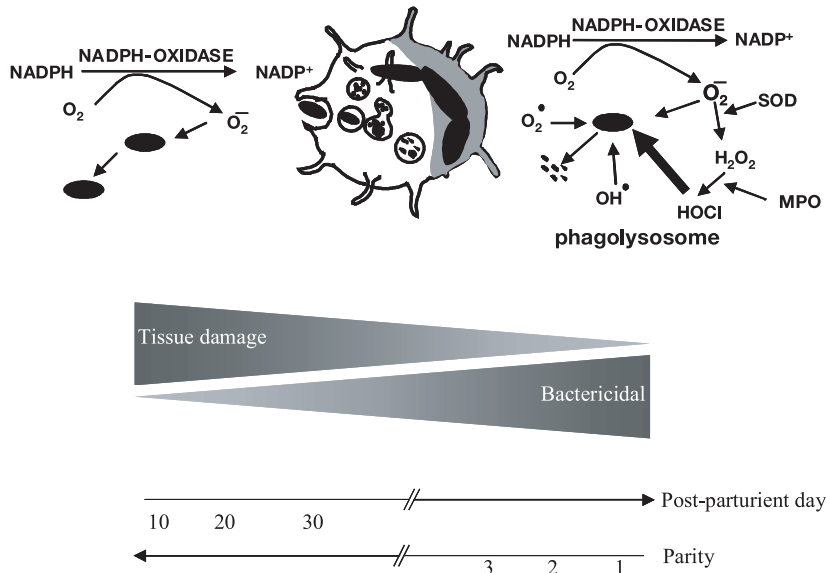 NADPH-OXIDASE
NADPH
NADP⁺
O₂
O₂⁻
NADPH-OXIDASE
NADPH
NADP⁺
O₂
O₂⁻
SOD
O₂•
H₂O₂
OH•
HOCl
MPO
phagolysosome
Tissue damage
Bactericidal
Post-parturient day
10 20 30
Parity
3 2 1